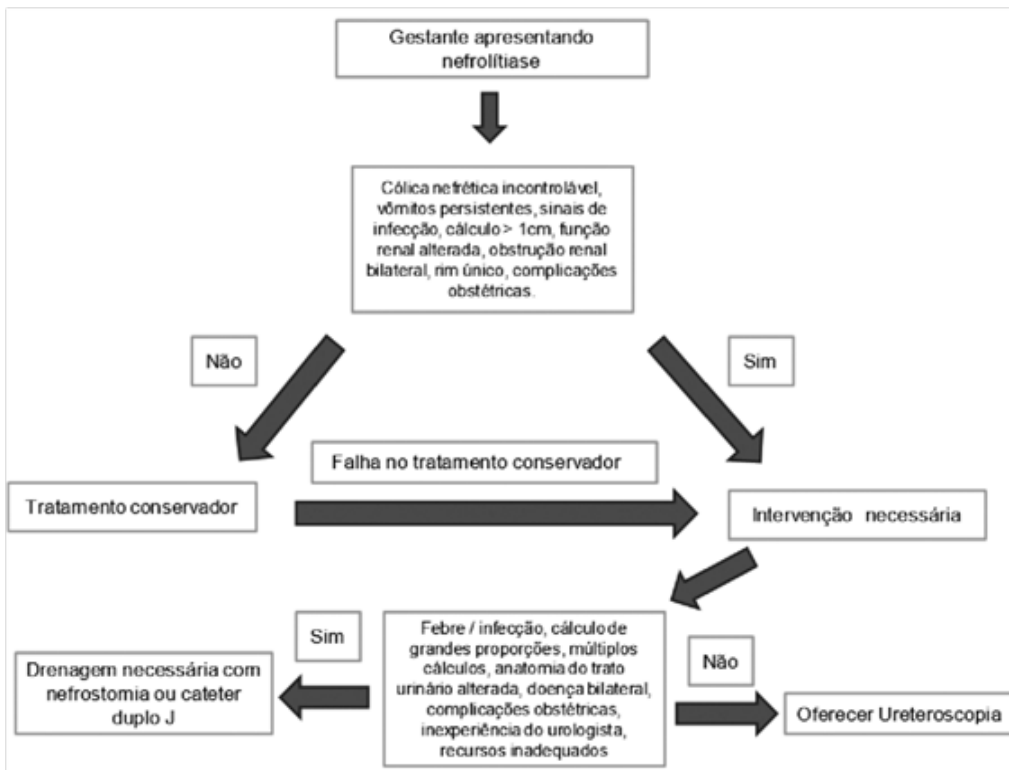 Gestante apresentando
nefrolítiase
Cólica nefrética incontrolável,
vômitos persistentes, sinais de
infecção, cálculo > 1cm, função
renal alterada, obstrução renal
bilateral, rim único, complicações
obstétricas.
Não
Sim
Falha no tratamento conservador
Tratamento conservador
Intervenção necessária
Sim
Febre / infecção, cálculo de
grandes proporções, múltiplos
cálculos, anatomia do trato
urinário alterada, doença bilateral,
complicações obstétricas,
inexperiência do urologista,
recursos inadequados
Não
Drenagem necessária com
nefrostomia ou cateter
duplo J
Oferecer Ureteroscopia